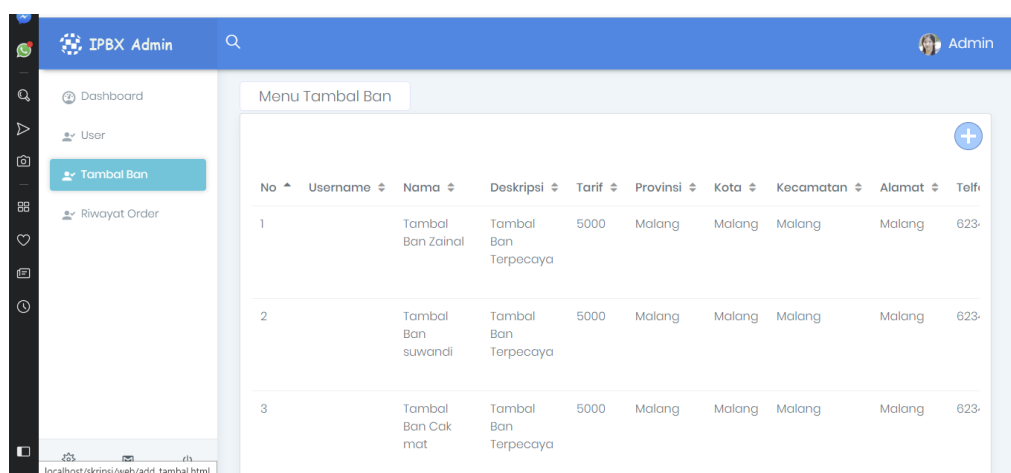 IPBX Admin
Admin
Dashboard
User
Tambal Ban
Riwayat Order
Menu Tambal Ban
No Username Nama Deskripsi Tarif Provinsi Kota Kecamatan Alamat
1 Tambal Ban Zainal Tambal Ban Terpecaya 5000 Malang Malang Malang Malang
2 Tambal Ban suwandi Tambal Ban Terpecaya 5000 Malang Malang Malang Malang
3 Tambal Ban Cak mat Tambal Ban Terpecaya 5000 Malang Malang Malang Malang
localhost/skripsi/web/add_tambal.html